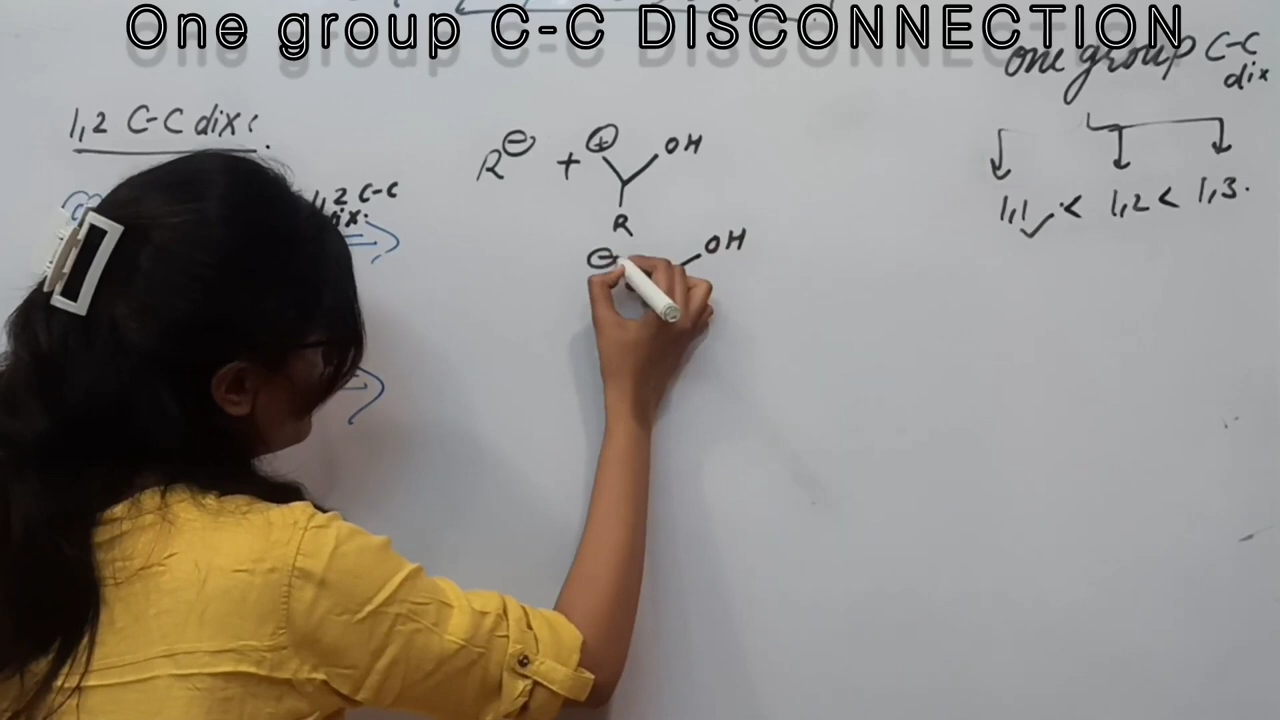 One group C-C DISCONNECTION
one group C-C
dix
1,2 C-C dix:
R⊖ + ⊕ OH
R
1,2 C-C
dix.
1,1 < 1,2 < 1,3.
⊖ OH